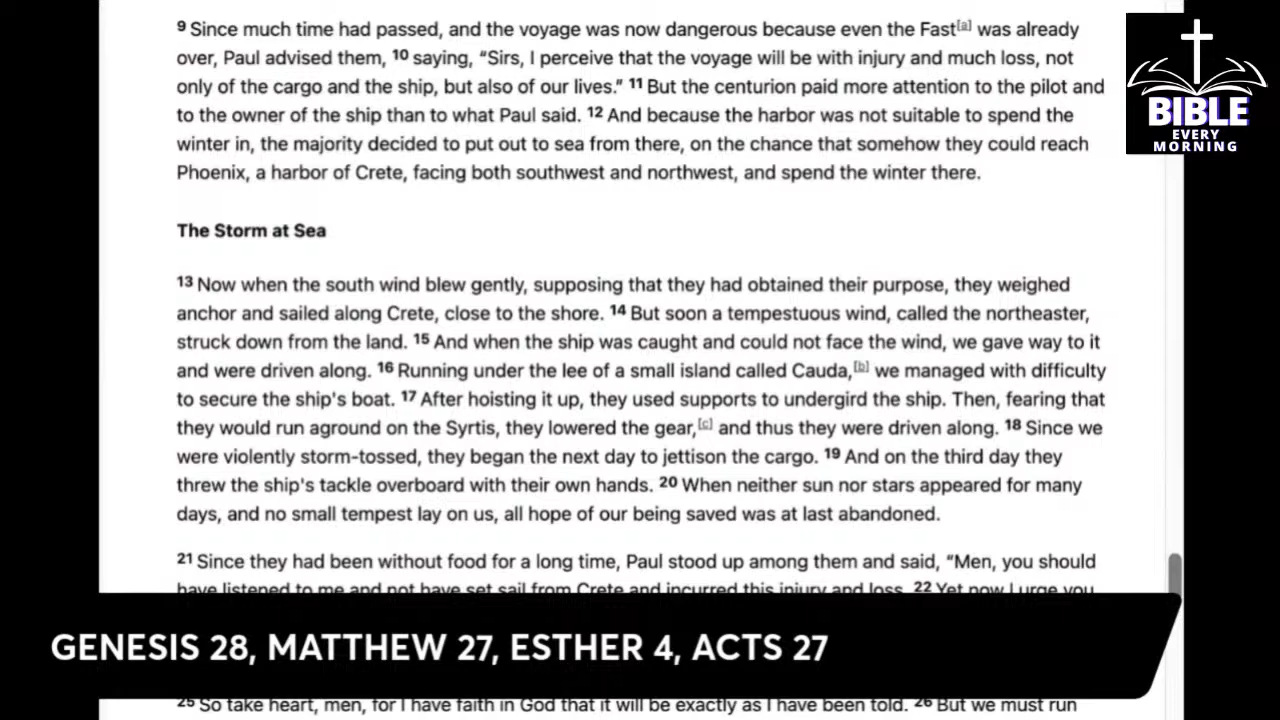 9 Since much time had passed, and the voyage was now dangerous because even the Fast[a] was already
over, Paul advised them, 10 saying, “Sirs, I perceive that the voyage will be with injury and much loss, not
only of the cargo and the ship, but also of our lives.” 11 But the centurion paid more attention to the pilot and
to the owner of the ship than to what Paul said. 12 And because the harbor was not suitable to spend the
winter in, the majority decided to put out to sea from there, on the chance that somehow they could reach
Phoenix, a harbor of Crete, facing both southwest and northwest, and spend the winter there.
The Storm at Sea
13 Now when the south wind blew gently, supposing that they had obtained their purpose, they weighed
anchor and sailed along Crete, close to the shore. 14 But soon a tempestuous wind, called the northeaster,
struck down from the land. 15 And when the ship was caught and could not face the wind, we gave way to it
and were driven along. 16 Running under the lee of a small island called Cauda,[b] we managed with difficulty
to secure the ship's boat. 17 After hoisting it up, they used supports to undergird the ship. Then, fearing that
they would run aground on the Syrtis, they lowered the gear,[c] and thus they were driven along. 18 Since we
were violently storm-tossed, they began the next day to jettison the cargo. 19 And on the third day they
threw the ship's tackle overboard with their own hands. 20 When neither sun nor stars appeared for many
days, and no small tempest lay on us, all hope of our being saved was at last abandoned.
21 Since they had been without food for a long time, Paul stood up among them and said, “Men, you should
have listened to me and not have set sail from Crete and incurred this injury and loss. 22 Yet now I urge you
25 So take heart, men, for I have faith in God that it will be exactly as I have been told. 26 But we must run
GENESIS 28, MATTHEW 27, ESTHER 4, ACTS 27
BIBLE
EVERY
MORNING